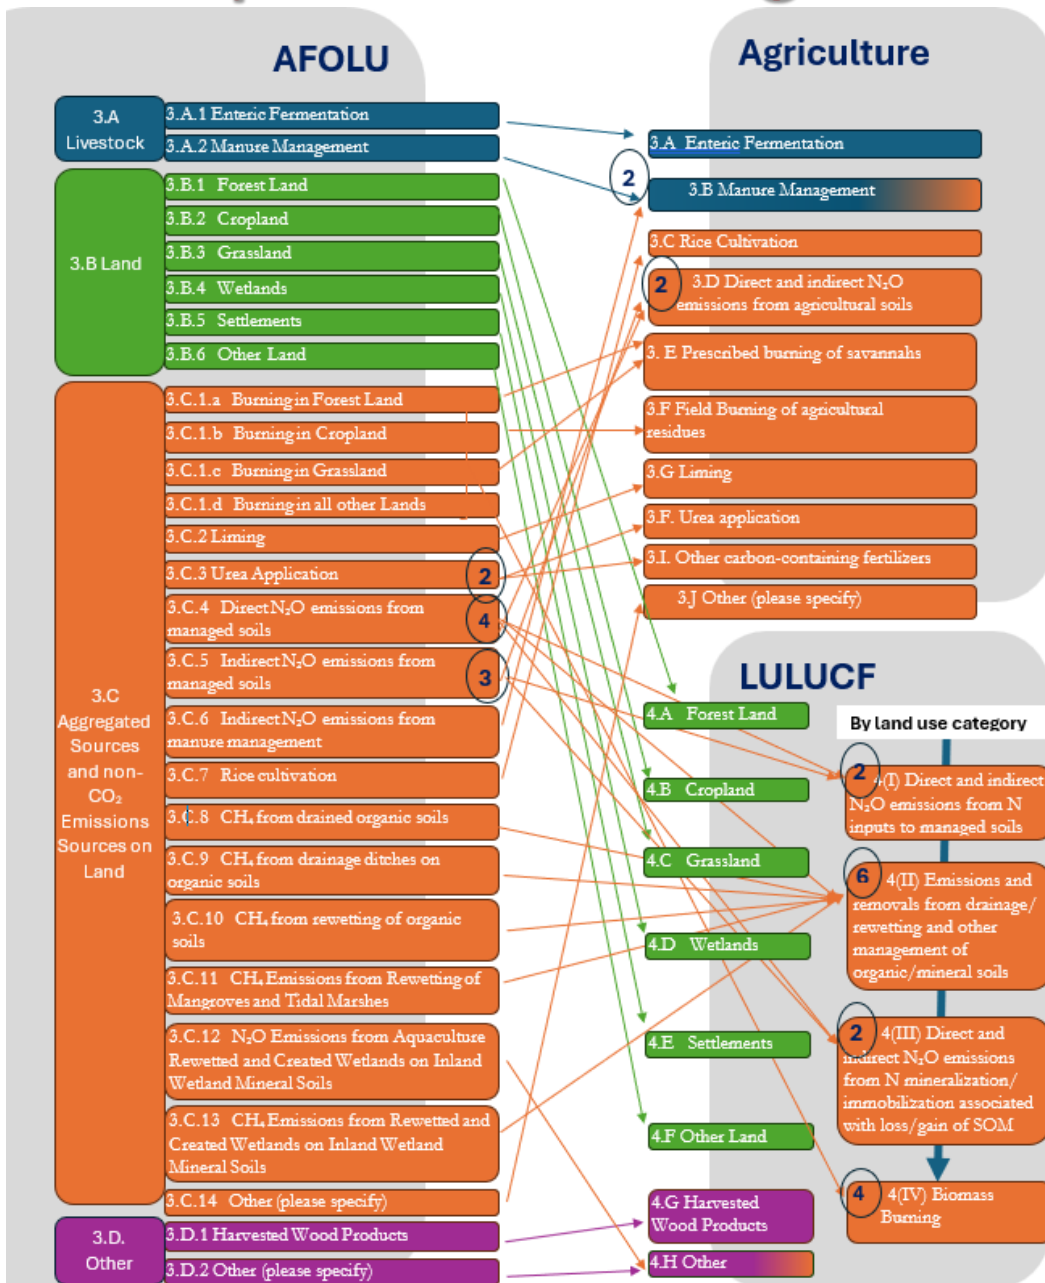 AFOLU
3.A
Livestock
3.A.1 Enteric Fermentation
3.A.2 Manure Management
3.B Land
3.B.1 Forest Land
3.B.2 Cropland
3.B.3 Grassland
3.B.4 Wetlands
3.B.5 Settlements
3.B.6 Other Land
3.C
Aggregated
Sources
and non-
CO₂
Emissions
Sources on
Land
3.C.1.a Burning in Forest Land
3.C.1.b Burning in Cropland
3.C.1.c Burning in Grassland
3.C.1.d Burning in all other Lands
3.C.2 Liming
3.C.3 Urea Application
2
3.C.4 Direct N₂O emissions from
managed soils
4
3.C.5 Indirect N₂O emissions from
managed soils
3
3.C.6 Indirect N₂O emissions from
manure management
3.C.7 Rice cultivation
3.C.8 CH₄ from drained organic soils
3.C.9 CH₄ from drainage ditches on
organic soils
3.C.10 CH₄ from rewetting of organic
soils
3.C.11 CH₄ Emissions from Rewetting of
Mangroves and Tidal Marshes
3.C.12 N₂O Emissions from Aquaculture
Rewetted and Created Wetlands on Inland
Wetland Mineral Soils
3.C.13 CH₄ Emissions from Rewetted and
Created Wetlands on Inland Wetland
Mineral Soils
3.C.14 Other (please specify)
3.D.
Other
3.D.1 Harvested Wood Products
3.D.2 Other (please specify)
Agriculture
3.A Enteric Fermentation
2
3.B Manure Management
3.C Rice Cultivation
2
3.D Direct and indirect N₂O
emissions from agricultural soils
3. E Prescribed burning of savannahs
3.F Field Burning of agricultural
residues
3.G Liming
3.F. Urea application
3.I. Other carbon-containing fertilizers
3.J Other (please specify)
LULUCF
4.A Forest Land
4.B Cropland
4.C Grassland
4.D Wetlands
4.E Settlements
4.F Other Land
4.G Harvested
Wood Products
4.H Other
By land use category
2
4(I) Direct and indirect
N₂O emissions from N
inputs to managed soils
6
4(II) Emissions and
removals from drainage/
rewetting and other
management of
organic/mineral soils
2
4(III) Direct and
indirect N₂O emissions
from N mineralization/
immobilization associated
with loss/gain of SOM
4
4(IV) Biomass
Burning